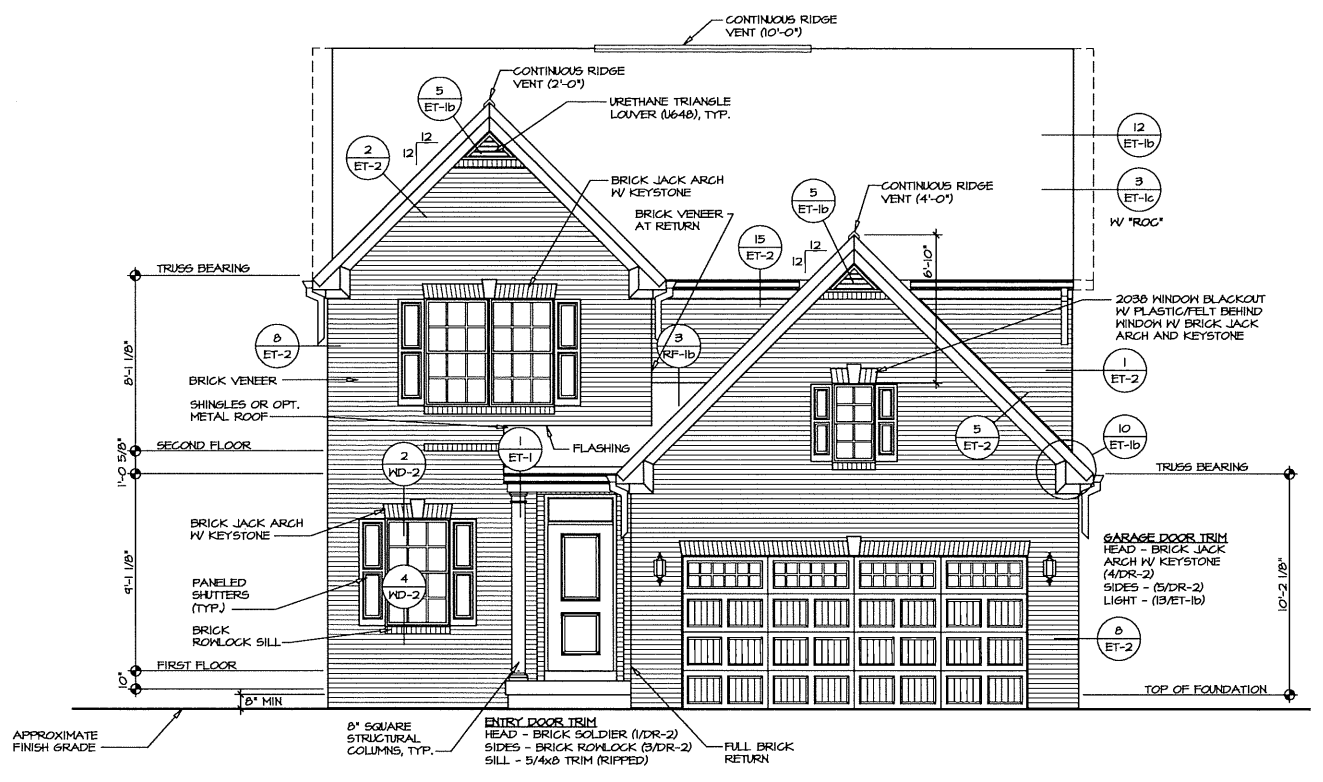 CONTINUOUS RIDGE
VENT (10'-0")
CONTINUOUS RIDGE
VENT (2'-0")
5
ET-1b
URETHANE TRIANGLE
LOUVER (U648), TYP.
12
12
2
ET-2
12
ET-1b
BRICK JACK ARCH
W/ KEYSTONE
5
ET-1b
CONTINUOUS RIDGE
VENT (4'-0")
3
ET-1c
W/ "ROC"
BRICK VENEER
AT RETURN
15
ET-2
12
12
6'-10"
TRUSS BEARING
2038 WINDOW BLACKOUT
W/ PLASTIC/FELT BEHIND
WINDOW W/ BRICK JACK
ARCH AND KEYSTONE
8
ET-2
3
RF-1b
8'-1 1/8"
1
ET-2
BRICK VENEER
SHINGLES OR OPT.
METAL ROOF
SECOND FLOOR
FLASHING
1
ET-1
5
ET-2
10
ET-1b
1'-0 5/8"
2
WD-2
TRUSS BEARING
BRICK JACK ARCH
W/ KEYSTONE
GARAGE DOOR TRIM
HEAD - BRICK JACK
ARCH W/ KEYSTONE
(4/DR-2)
SIDES - (5/DR-2)
LIGHT - (13/ET-1b)
9'-1 1/8"
10'-2 1/8"
PANELED
SHUTTERS
(TYP.)
4
WD-2
BRICK
ROWLOCK SILL
8
ET-2
FIRST FLOOR
10"
8" MIN
TOP OF FOUNDATION
APPROXIMATE
FINISH GRADE
8" SQUARE
STRUCTURAL
COLUMNS, TYP.
ENTRY DOOR TRIM
HEAD - BRICK SOLDIER (1/DR-2)
SIDES - BRICK ROWLOCK (3/DR-2)
SILL - 5/4x8 TRIM (RIPPED)
FULL BRICK
RETURN